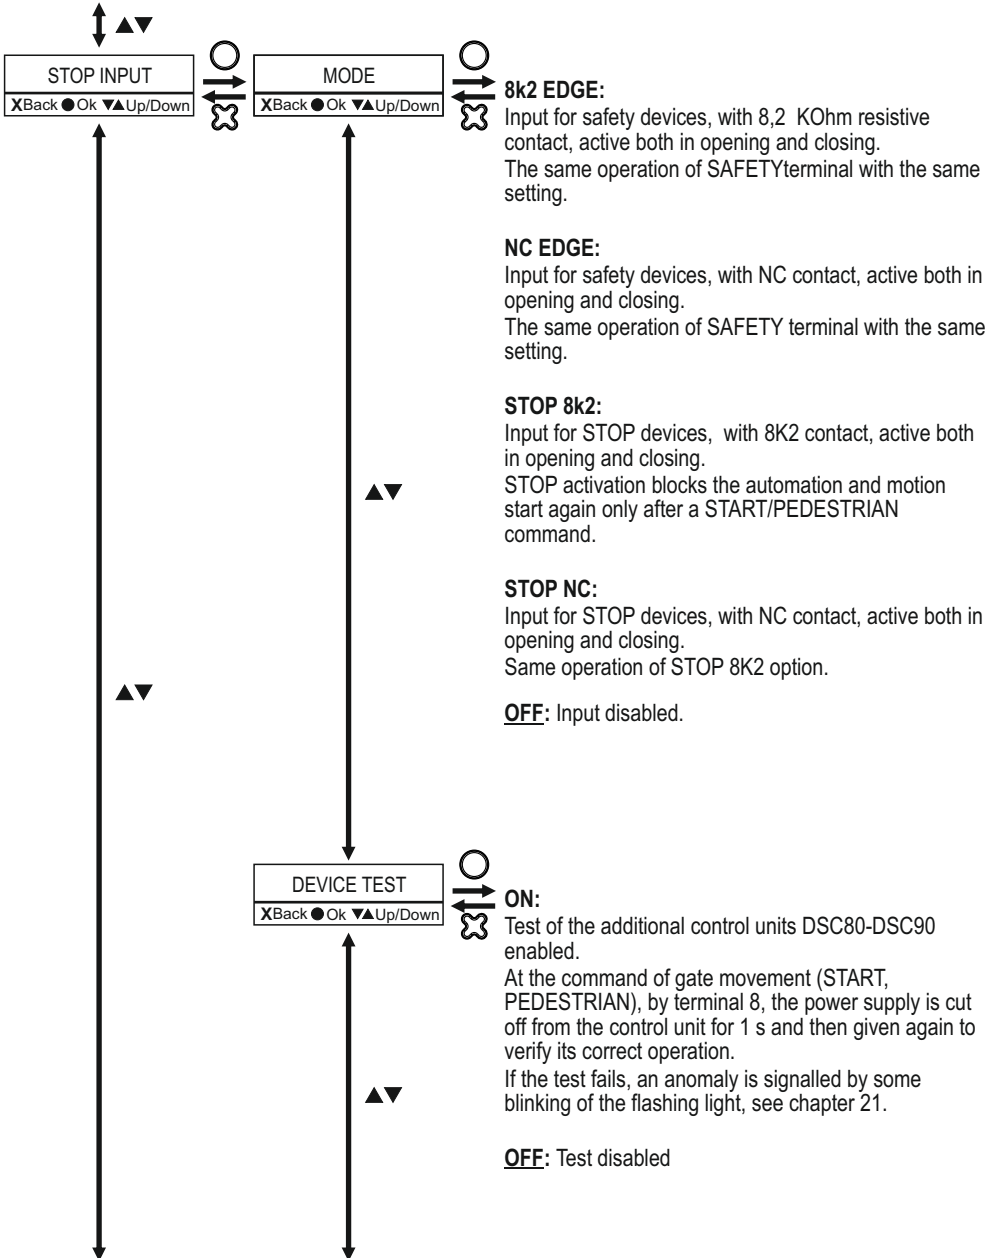 ▲▼
STOP INPUT
XBack ●Ok ▼▲Up/Down
MODE
XBack ●Ok ▼▲Up/Down
8k2 EDGE:
Input for safety devices, with 8,2 KOhm resistive
contact, active both in opening and closing.
The same operation of SAFETYterminal with the same
setting.
NC EDGE:
Input for safety devices, with NC contact, active both in
opening and closing.
The same operation of SAFETY terminal with the same
setting.
STOP 8k2:
Input for STOP devices, with 8K2 contact, active both
in opening and closing.
STOP activation blocks the automation and motion
start again only after a START/PEDESTRIAN
command.
▲▼
STOP NC:
Input for STOP devices, with NC contact, active both in
opening and closing.
Same operation of STOP 8K2 option.
▲▼
OFF: Input disabled.
DEVICE TEST
XBack ●Ok ▼▲Up/Down
ON:
Test of the additional control units DSC80-DSC90
enabled.
At the command of gate movement (START,
PEDESTRIAN), by terminal 8, the power supply is cut
off from the control unit for 1 s and then given again to
verify its correct operation.
If the test fails, an anomaly is signalled by some
blinking of the flashing light, see chapter 21.
▲▼
OFF: Test disabled